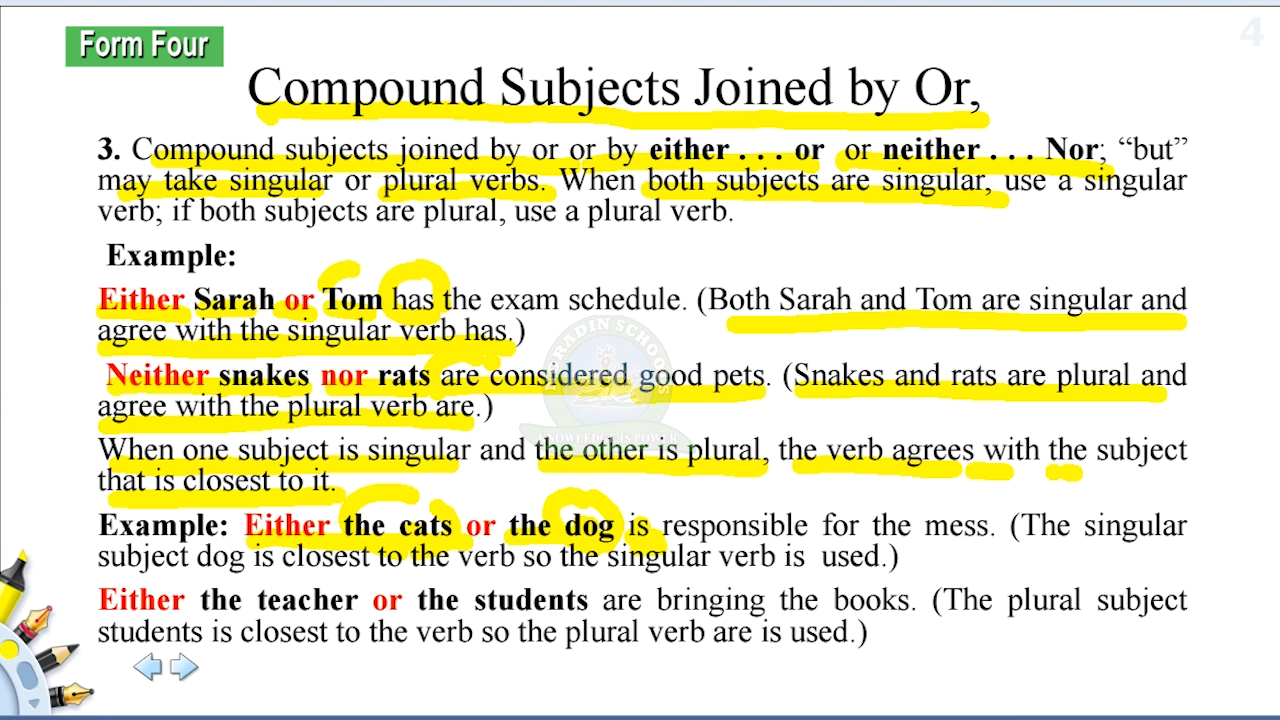 4
Form Four
Compound Subjects Joined by Or,
3. Compound subjects joined by or or by either . . . or or neither . . . Nor; “but”
may take singular or plural verbs. When both subjects are singular, use a singular
verb; if both subjects are plural, use a plural verb.
Example:
Either Sarah or Tom has the exam schedule. (Both Sarah and Tom are singular and
agree with the singular verb has.)
Neither snakes nor rats are considered good pets. (Snakes and rats are plural and
agree with the plural verb are.)
KNOWLEDGE IS POWER
When one subject is singular and the other is plural, the verb agrees with the subject
that is closest to it.
Example: Either the cats or the dog is responsible for the mess. (The singular
subject dog is closest to the verb so the singular verb is used.)
Either the teacher or the students are bringing the books. (The plural subject
students is closest to the verb so the plural verb are is used.)